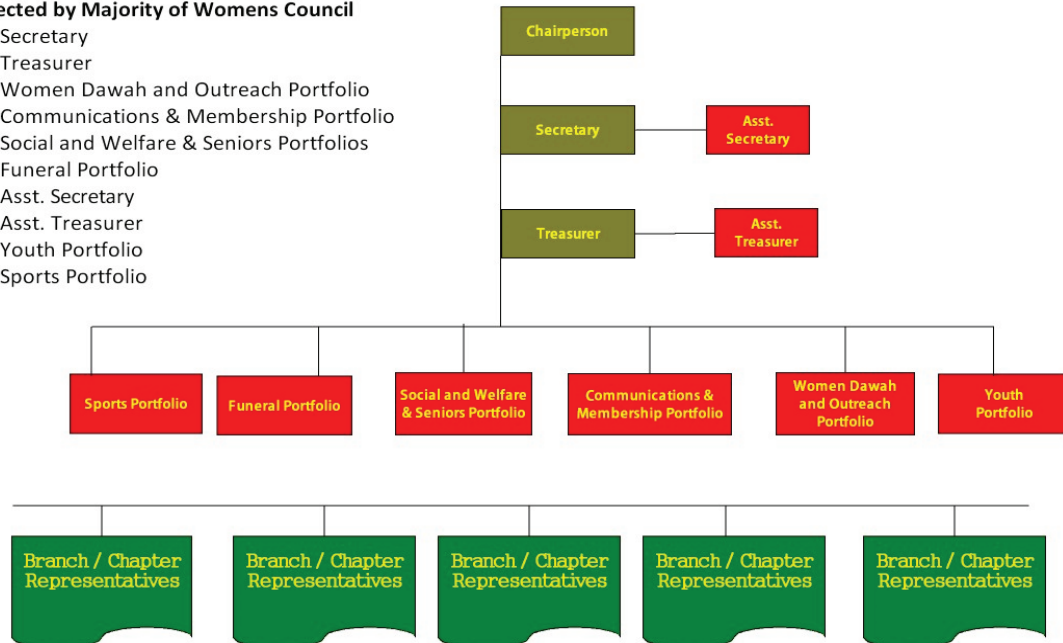 ected by Majority of Womens Council
Secretary
Treasurer
Women Dawah and Outreach Portfolio
Communications & Membership Portfolio
Social and Welfare & Seniors Portfolios
Funeral Portfolio
Asst. Secretary
Asst. Treasurer
Youth Portfolio
Sports Portfolio
Chairperson
Secretary
Asst.
Secretary
Treasurer
Asst.
Treasurer
Sports Portfolio
Funeral Portfolio
Social and Welfare
& Seniors Portfolio
Communications &
Membership Portfolio
Women Dawah
and Outreach
Portfolio
Youth
Portfolio
Branch / Chapter
Representatives
Branch / Chapter
Representatives
Branch / Chapter
Representatives
Branch / Chapter
Representatives
Branch / Chapter
Representatives